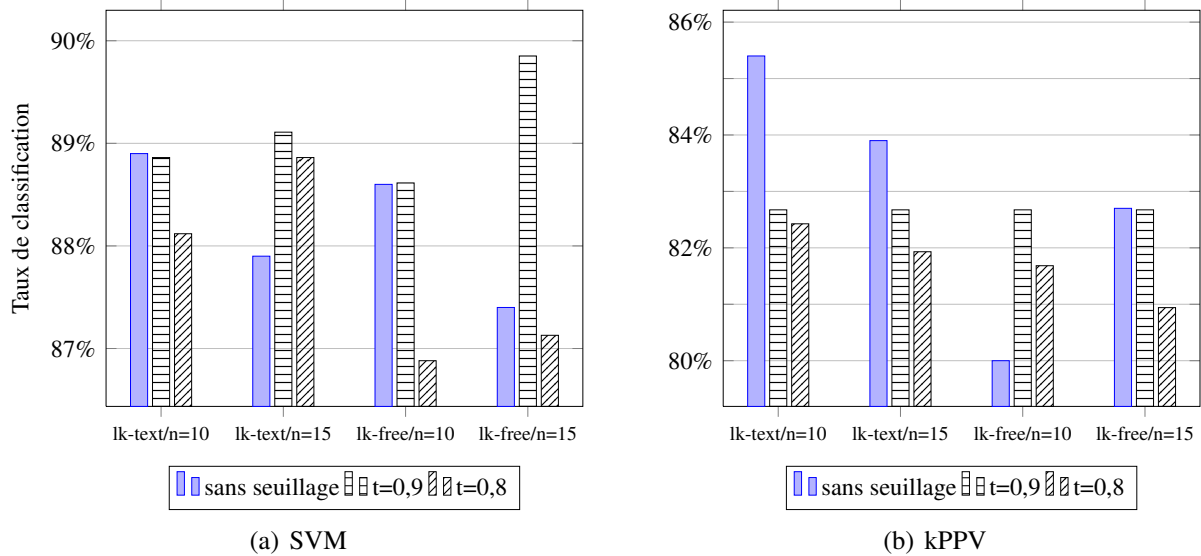 Taux de classification
90%
89%
88%
87%
lk-text/n=10 lk-text/n=15 lk-free/n=10 lk-free/n=15
sans seuillage t=0,9 t=0,8
(a) SVM
86%
84%
82%
80%
lk-text/n=10 lk-text/n=15 lk-free/n=10 lk-free/n=15
sans seuillage t=0,9 t=0,8
(b) kPPV